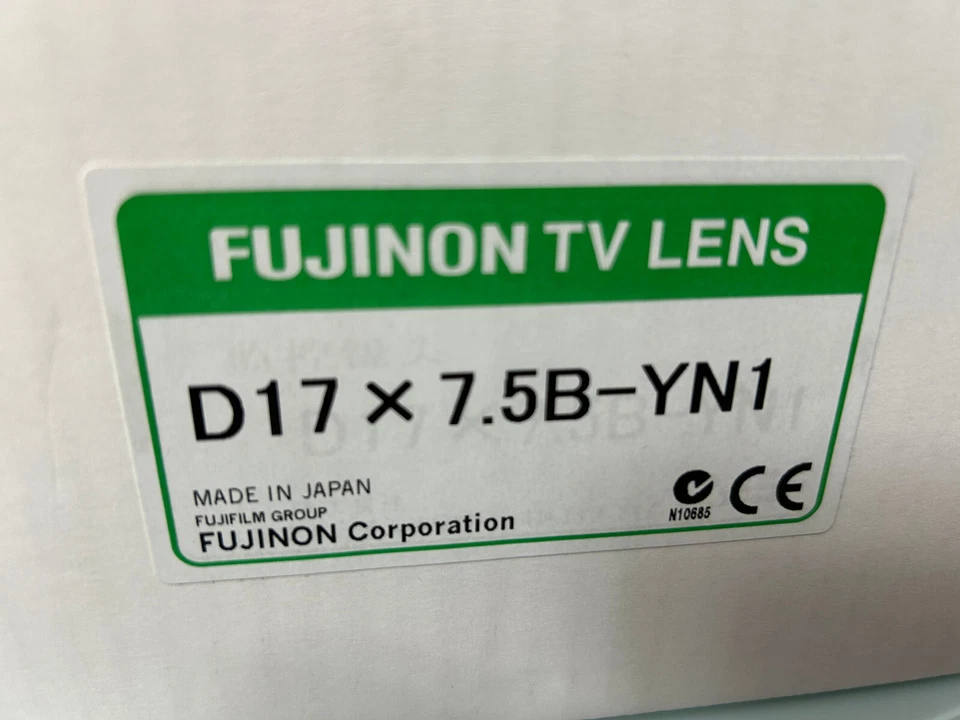 FUJINON TV LENS
D17 × 7.5B-YN1
MADE IN JAPAN
FUJIFILM GROUP
FUJINON Corporation
N10685
CE